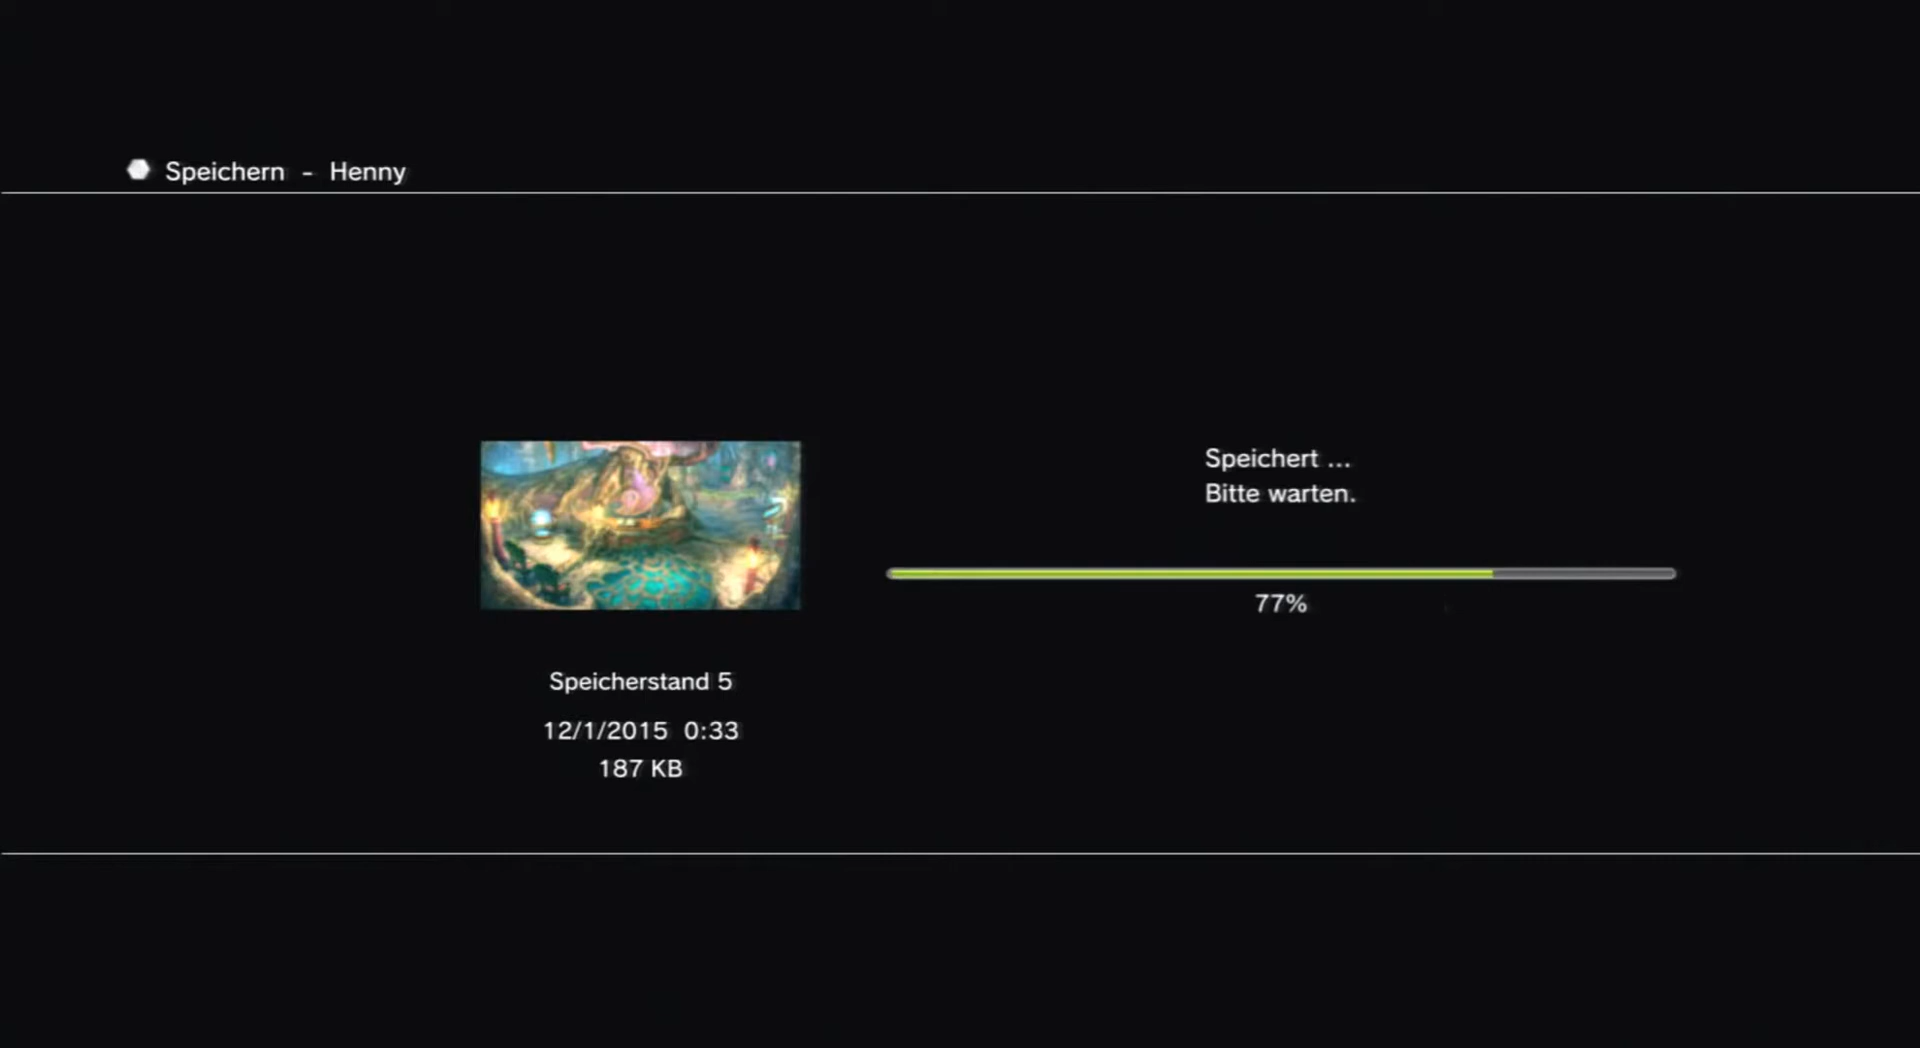 Speichern - Henny
Speichert ...
Bitte warten.
77%
Speicherstand 5
12/1/2015 0:33
187 KB